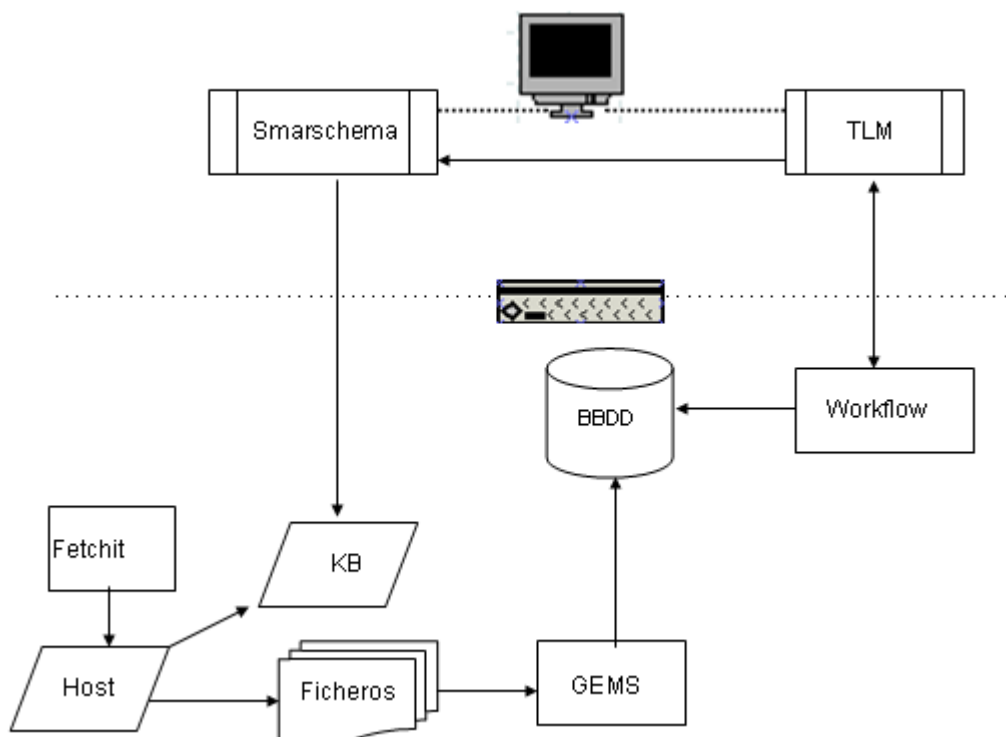 Smarschema
TLM
BBDD
Workflow
Fetchit
KB
Host
Ficheros
GEMS